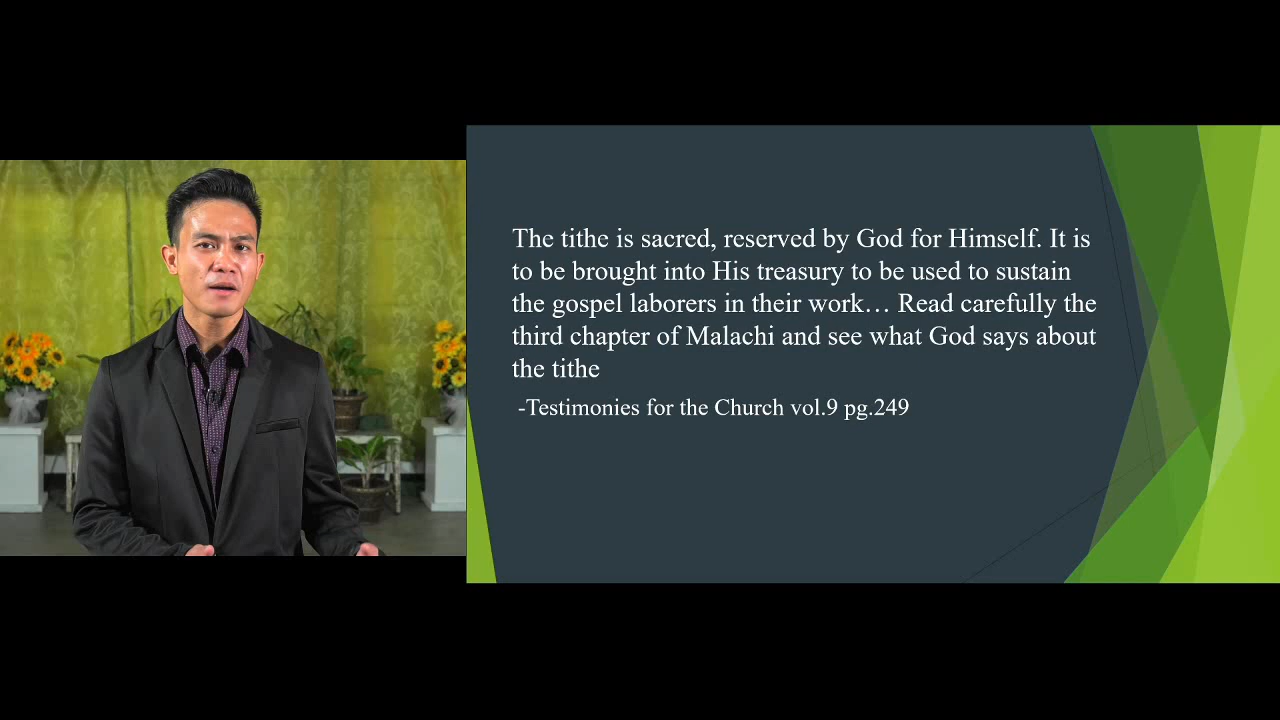 The tithe is sacred, reserved by God for Himself. It is
to be brought into His treasury to be used to sustain
the gospel laborers in their work… Read carefully the
third chapter of Malachi and see what God says about
the tithe
-Testimonies for the Church vol.9 pg.249